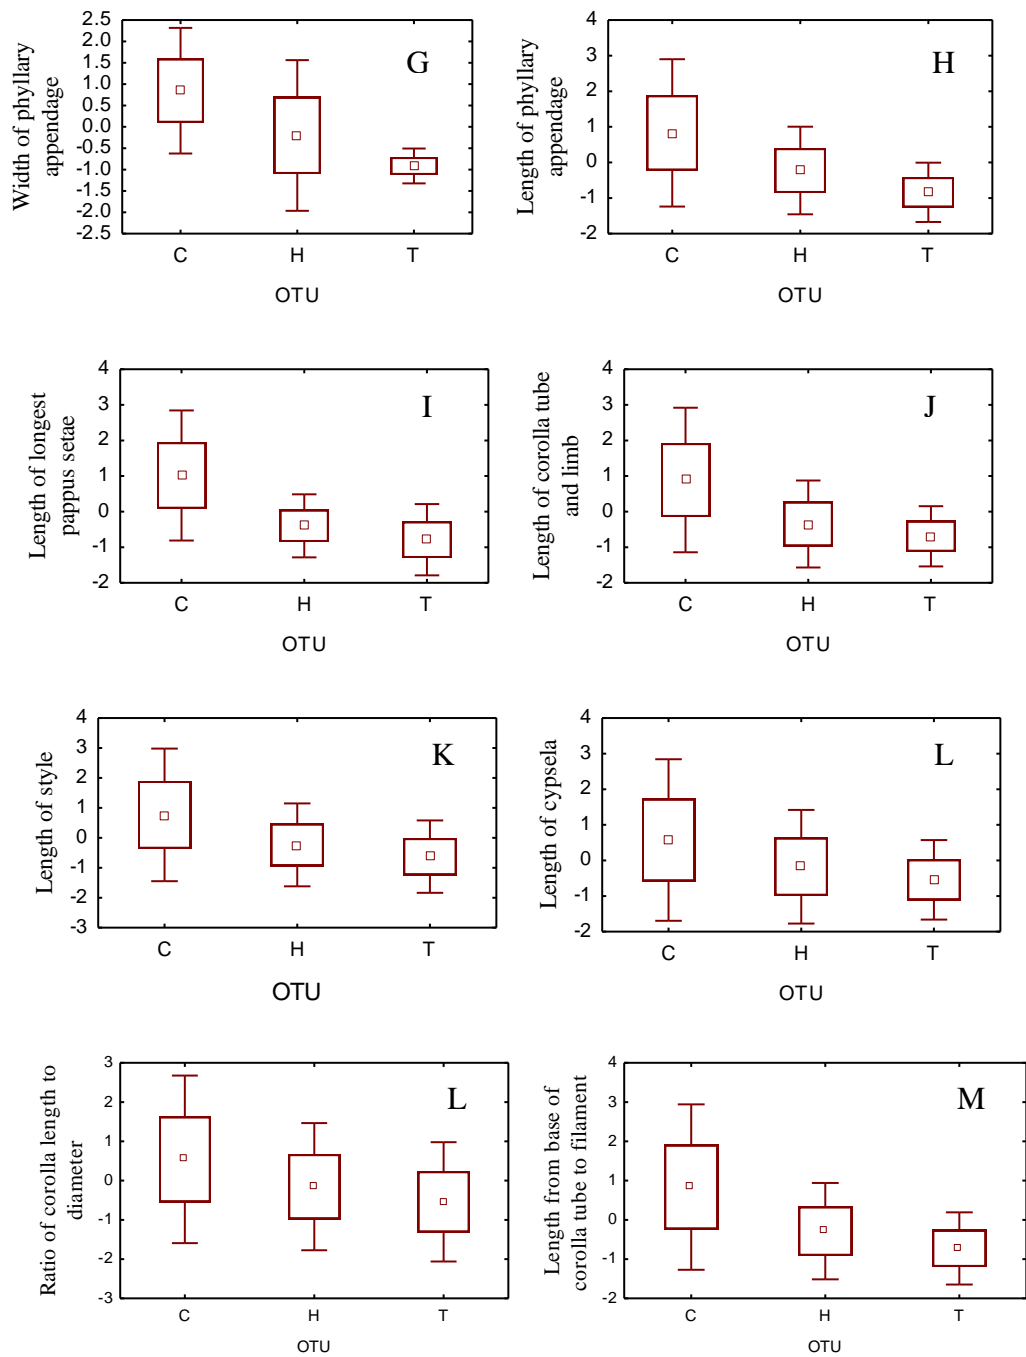 G
Width of phyllary
appendage
2.5
2.0
1.5
1.0
0.5
0.0
-0.5
-1.0
-1.5
-2.0
2.5
C H T
OTU
H
Length of phyllary
appendage
4
3
2
1
0
-1
-2
C H T
OTU
I
Length of longest
pappus setae
4
3
2
1
0
-1
-2
C H T
OTU
J
Length of corolla tube
and limb
4
3
2
1
0
-1
-2
C H T
OTU
K
Length of style
4
3
2
1
0
-1
-2
-3
C H T
OTU
L
Length of cypsela
4
3
2
1
0
-1
-2
C H T
OTU
L
Ratio of corolla length to
diameter
3
2
1
0
-1
-2
-3
C H T
OTU
M
Length from base of
corolla tube to filament
4
3
2
1
0
-1
-2
C H T
OTU